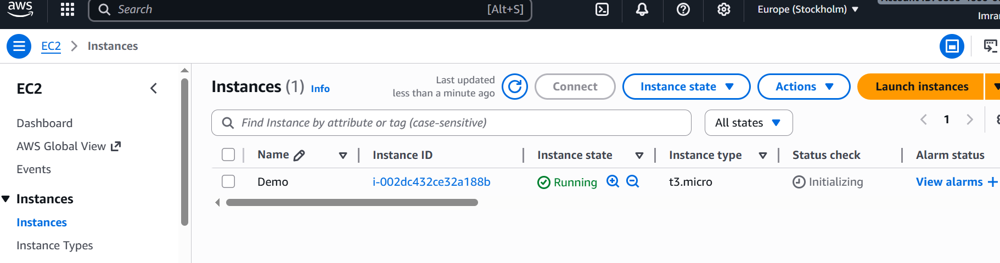 aws
Search [Alt+S]
Europe (Stockholm)
EC2 Instances
EC2
Dashboard
AWS Global View
Events
Instances
Instances
Instance Types
Instances (1) Info
Last updated
less than a minute ago
Connect
Instance state
Actions
Launch instances
Find Instance by attribute or tag (case-sensitive)
All states
1
Name Instance ID Instance state Instance type Status check Alarm status
Demo i-002dc432ce32a188b Running t3.micro Initializing View alarms +